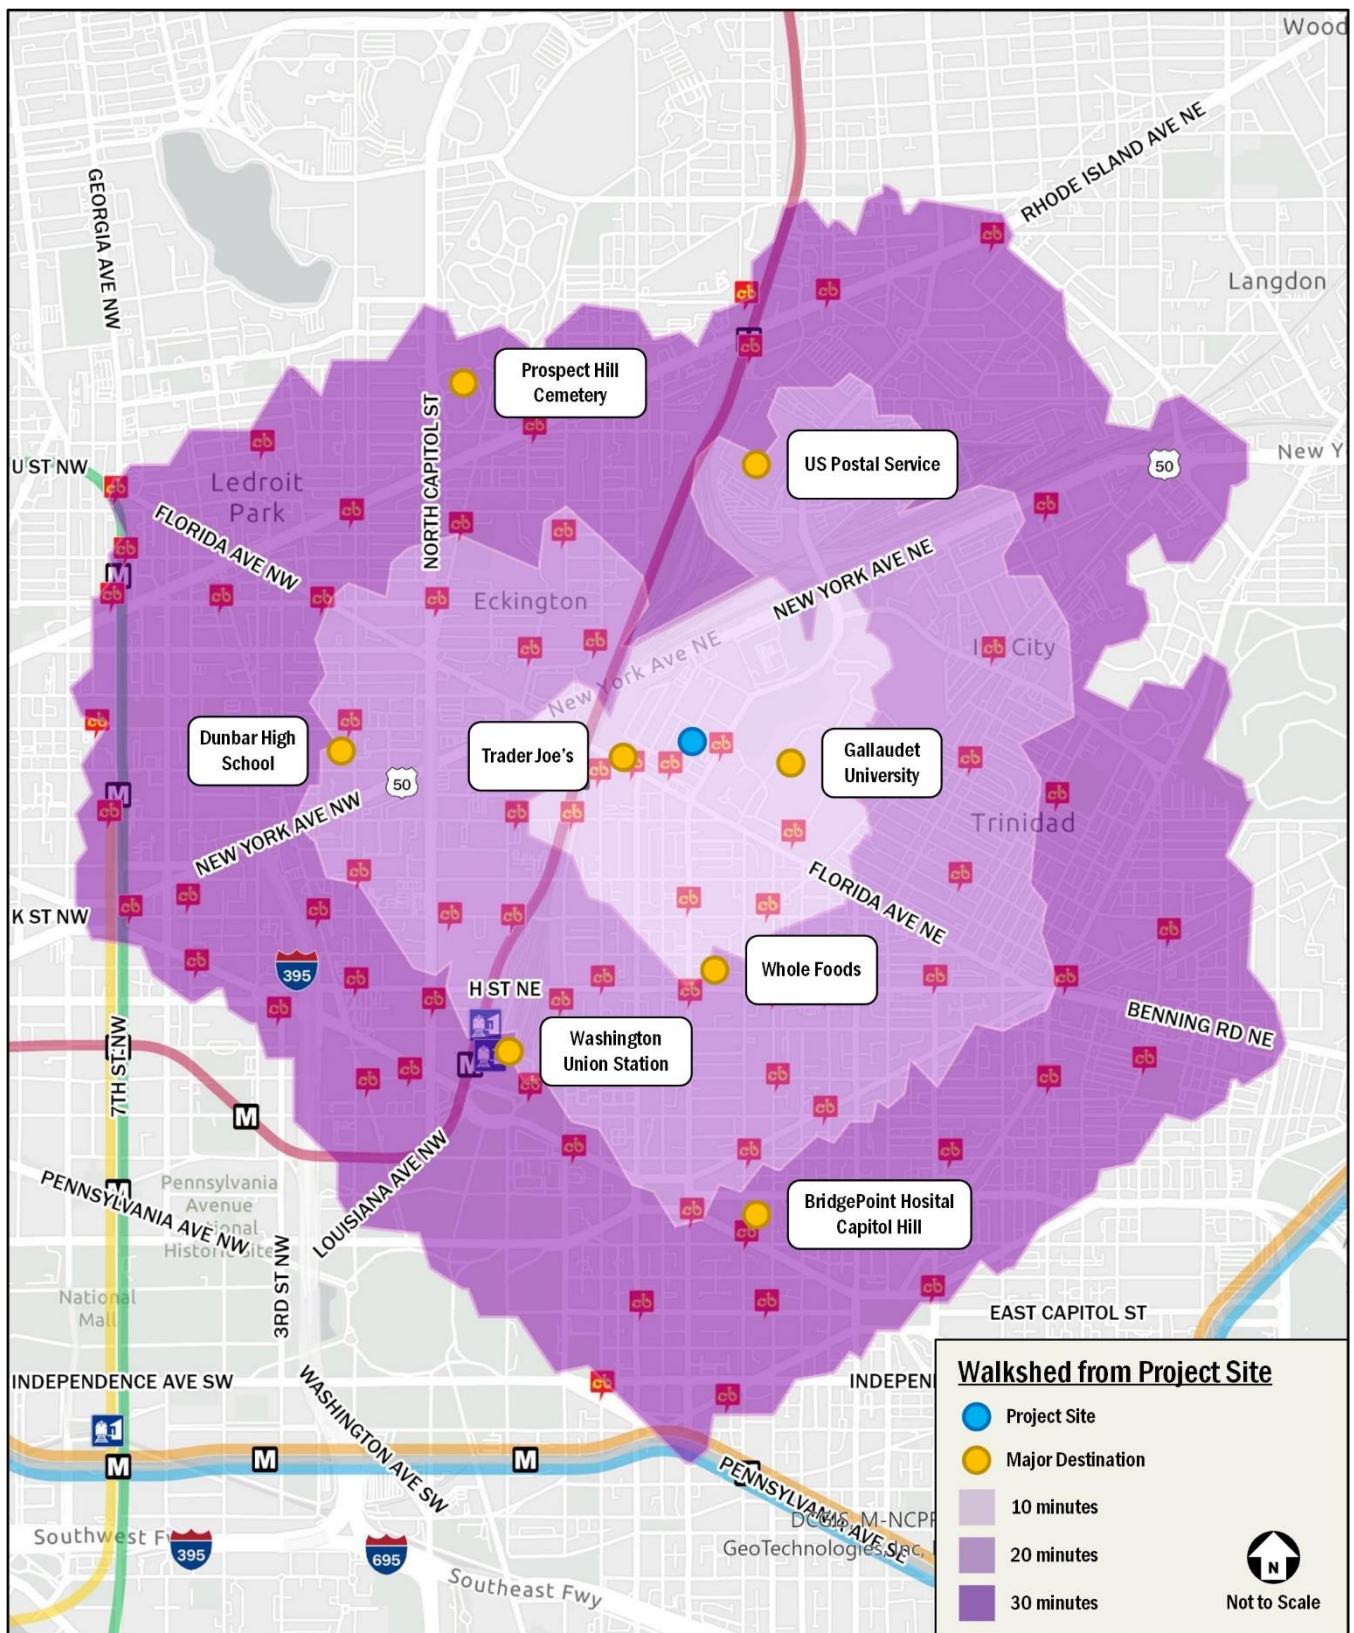 Wood
RHODE ISLAND AVE NE
GEORGIA AVE NW
Langdon
Prospect Hill
Cemetery
NORTH CAPITOL ST
US Postal Service
50
New Y
U ST NW
Ledroit
Park
FLORIDA AVE NW
NEW YORK AVE NE
Eckington
City
New York Ave NE
Dunbar High
School
Trader Joe's
Gallaudet
University
50
Trinidad
NEW YORK AVE NW
FLORIDA AVE NE
K ST NW
395
Whole Foods
H ST NE
BENNING RD NE
Washington
Union Station
7TH ST NW
M
LOUISIANA AVE NW
PENNSYLVANIA AVE NW
Pennsylvania
Avenue
National
Historic Site
BridgePoint Hosital
Capitol Hill
3RD ST NW
National
Mall
EAST CAPITOL ST
INDEPENDENCE AVE SW
INDEPEN
WASHINGTON AVE SW
M
M
M
PENNSYLVANIA AVE SE
DCGIS, M-NCPP
GeoTechnologies, Inc,
Southwest Fw
395
695
Southeast Fwy
Walkshed from Project Site
Project Site
Major Destination
10 minutes
20 minutes
30 minutes
N
Not to Scale